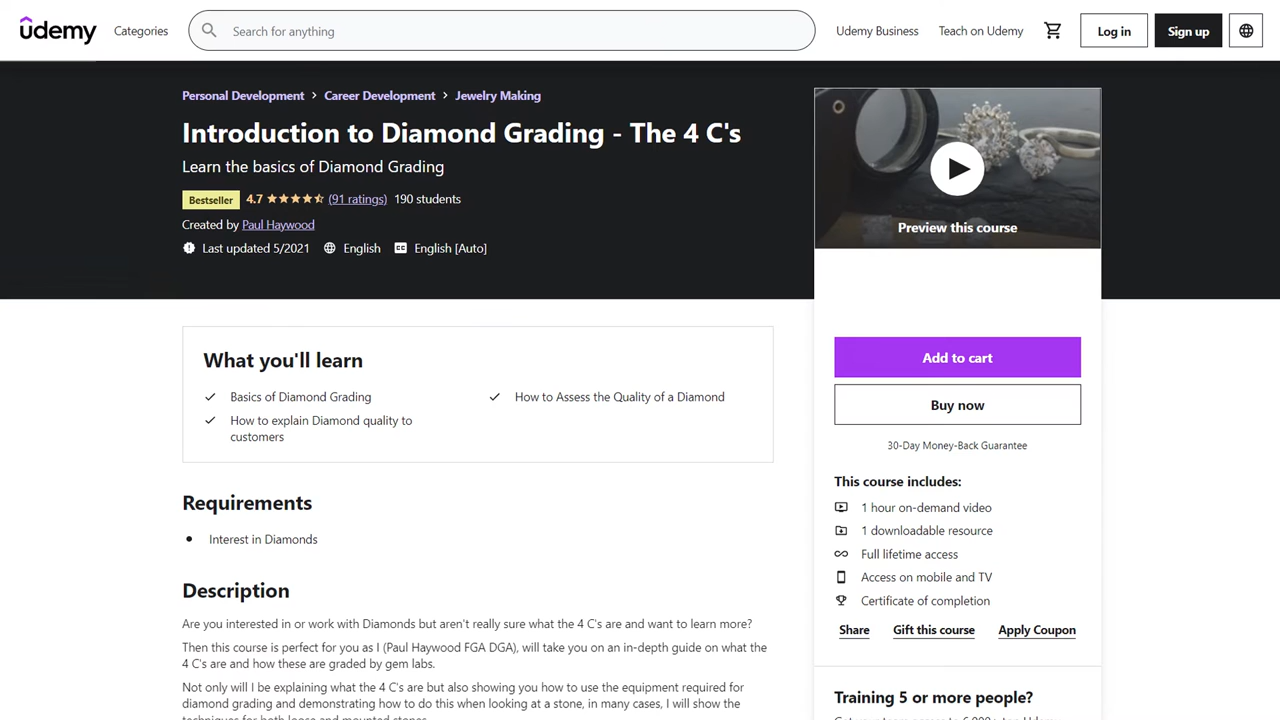 ûdemy
Categories
Search for anything
Udemy Business
Teach on Udemy
Log in
Sign up
Personal Development > Career Development > Jewelry Making
Introduction to Diamond Grading - The 4 C's
Learn the basics of Diamond Grading
Bestseller 4.7 (91 ratings) 190 students
Created by Paul Haywood
Last updated 5/2021 English English [Auto]
Preview this course
Add to cart
Buy now
30-Day Money-Back Guarantee
This course includes:
1 hour on-demand video
1 downloadable resource
Full lifetime access
Access on mobile and TV
Certificate of completion
Share Gift this course Apply Coupon
Training 5 or more people?
What you'll learn
Basics of Diamond Grading
How to Assess the Quality of a Diamond
How to explain Diamond quality to
customers
Requirements
Interest in Diamonds
Description
Are you interested in or work with Diamonds but aren't really sure what the 4 C's are and want to learn more?
Then this course is perfect for you as I (Paul Haywood FGA DGA), will take you on an in-depth guide on what the
4 C's are and how these are graded by gem labs.
Not only will I be explaining what the 4 C's are but also showing you how to use the equipment required for
diamond grading and demonstrating how to do this when looking at a stone, in many cases, I will show the
techniques for both loose and mounted stones.